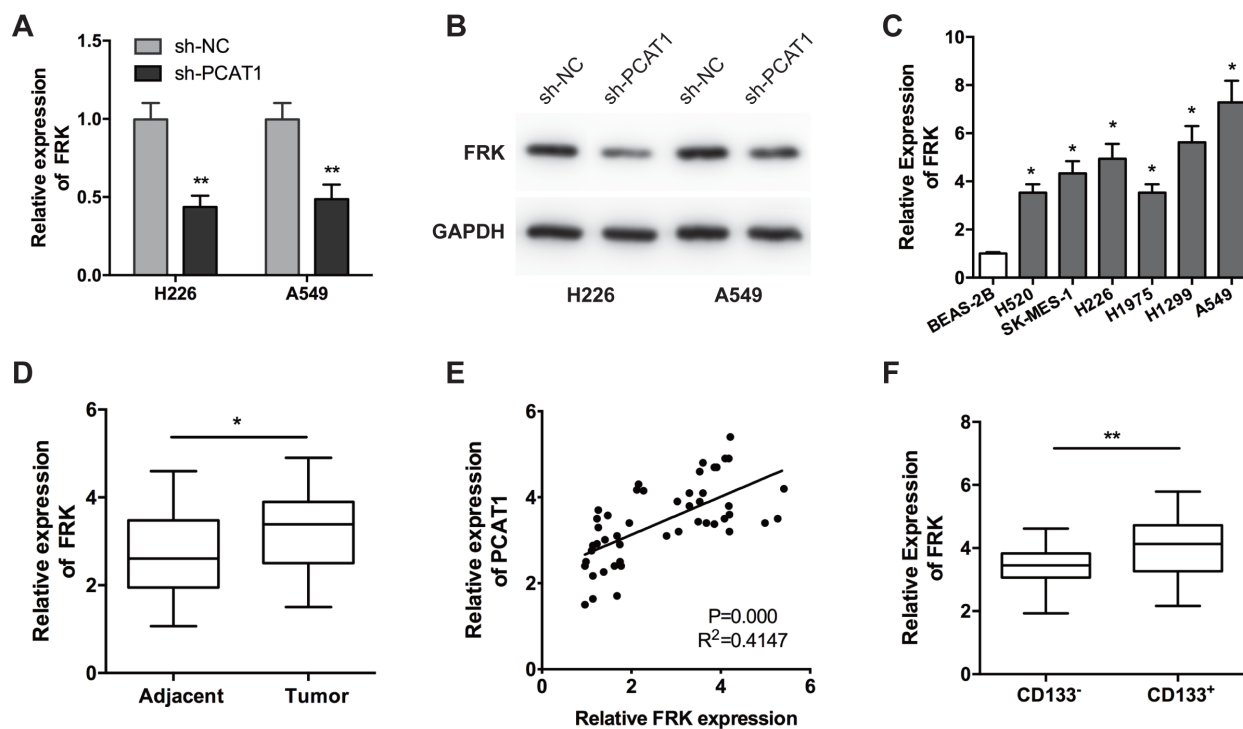 A
Relative expression
of FRK
1.5
1.0
0.5
0.0
sh-NC
sh-PCAT1
**
**
H226
A549
B
sh-NC
sh-PCAT1
sh-NC
sh-PCAT1
FRK
GAPDH
H226
A549
C
Relative Expression
of FRK
10
8
6
4
2
0
*
*
*
*
*
*
BEAS-2B
H520
SK-MES-1
H226
H1975
H1299
A549
D
Relative expression
of FRK
6
4
2
0
*
Adjacent
Tumor
E
Relative expression
of PCAT1
6
4
2
0
P=0.000
R²=0.4147
0 2 4 6
Relative FRK expression
F
Relative Expression
of FRK
8
6
4
2
0
**
CD133⁻
CD133⁺